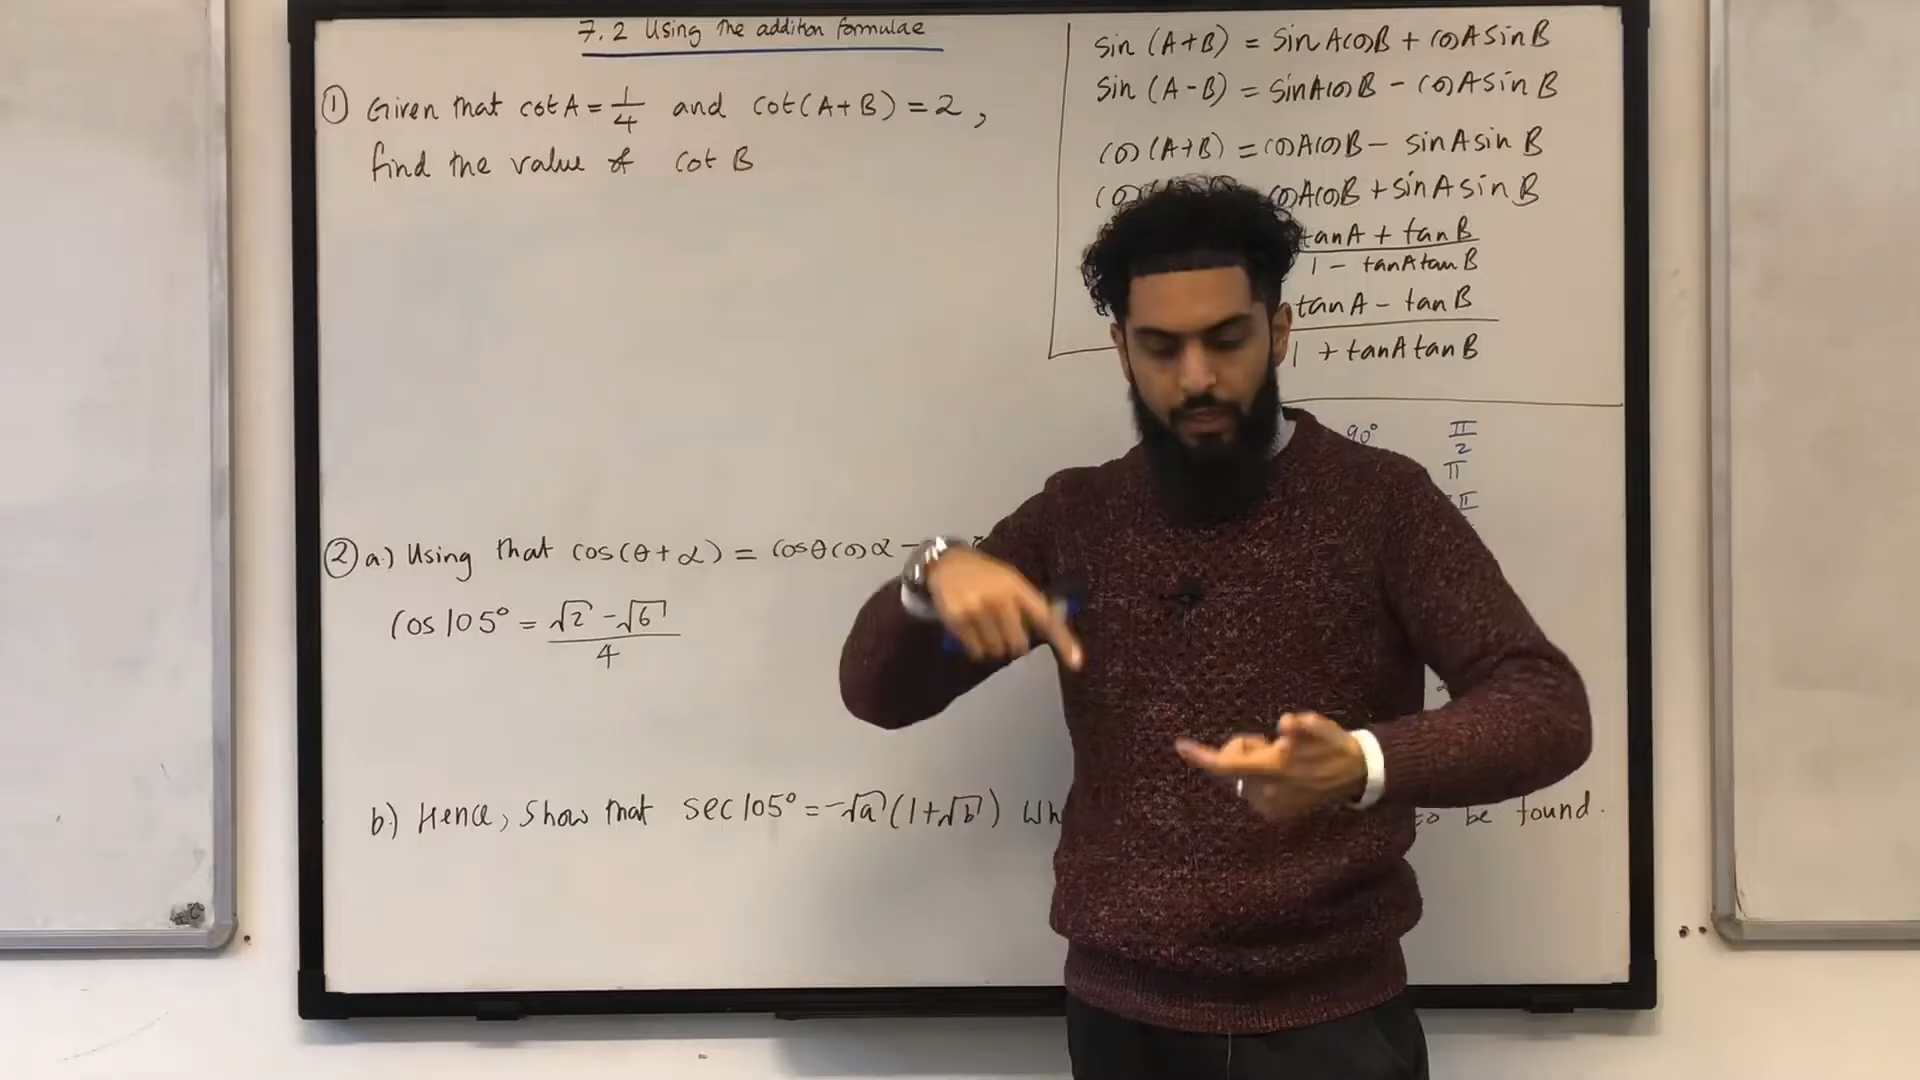 7.2 Using the addition formulae
① Given that cot A = 1/4 and cot(A+B) = 2,
find the value of cot B
sin (A+B) = sin A cos B + cos A sin B
sin (A-B) = sin A cos B - cos A sin B
cos (A+B) = cos A cos B - sin A sin B
cos A cos B + sin A sin B
tan A + tan B
1 - tan A tan B
tan A - tan B
1 + tan A tan B
90° π/2
π
② a.) Using that cos(θ + α) = cos θ cos α -
cos 105° = (√2 - √6)/4
b.) Hence, show that sec 105° = -√a (1+√b) to be found.